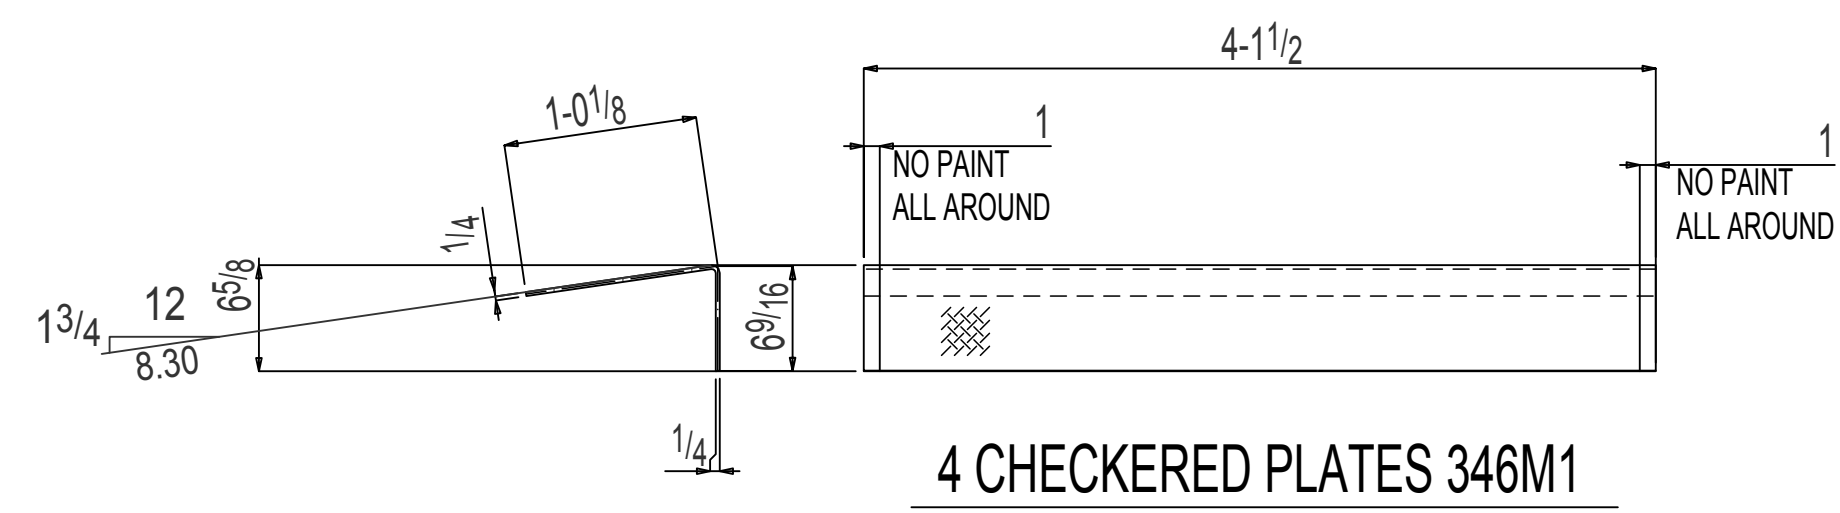 4-1 1/2
1-0 1/8
1
NO PAINT
ALL AROUND
1
NO PAINT
ALL AROUND
1/4
6 5/8
12
1 3/4
8.30
6 9/16
1/4
4 CHECKERED PLATES 346M1